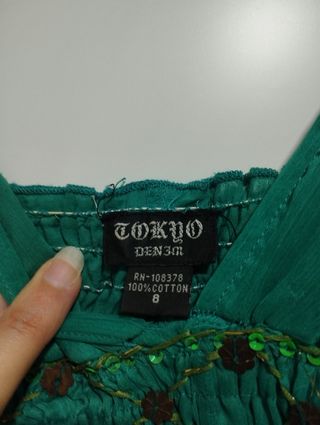 TOKYO
DENIM
RN-108378
100%COTTON
8